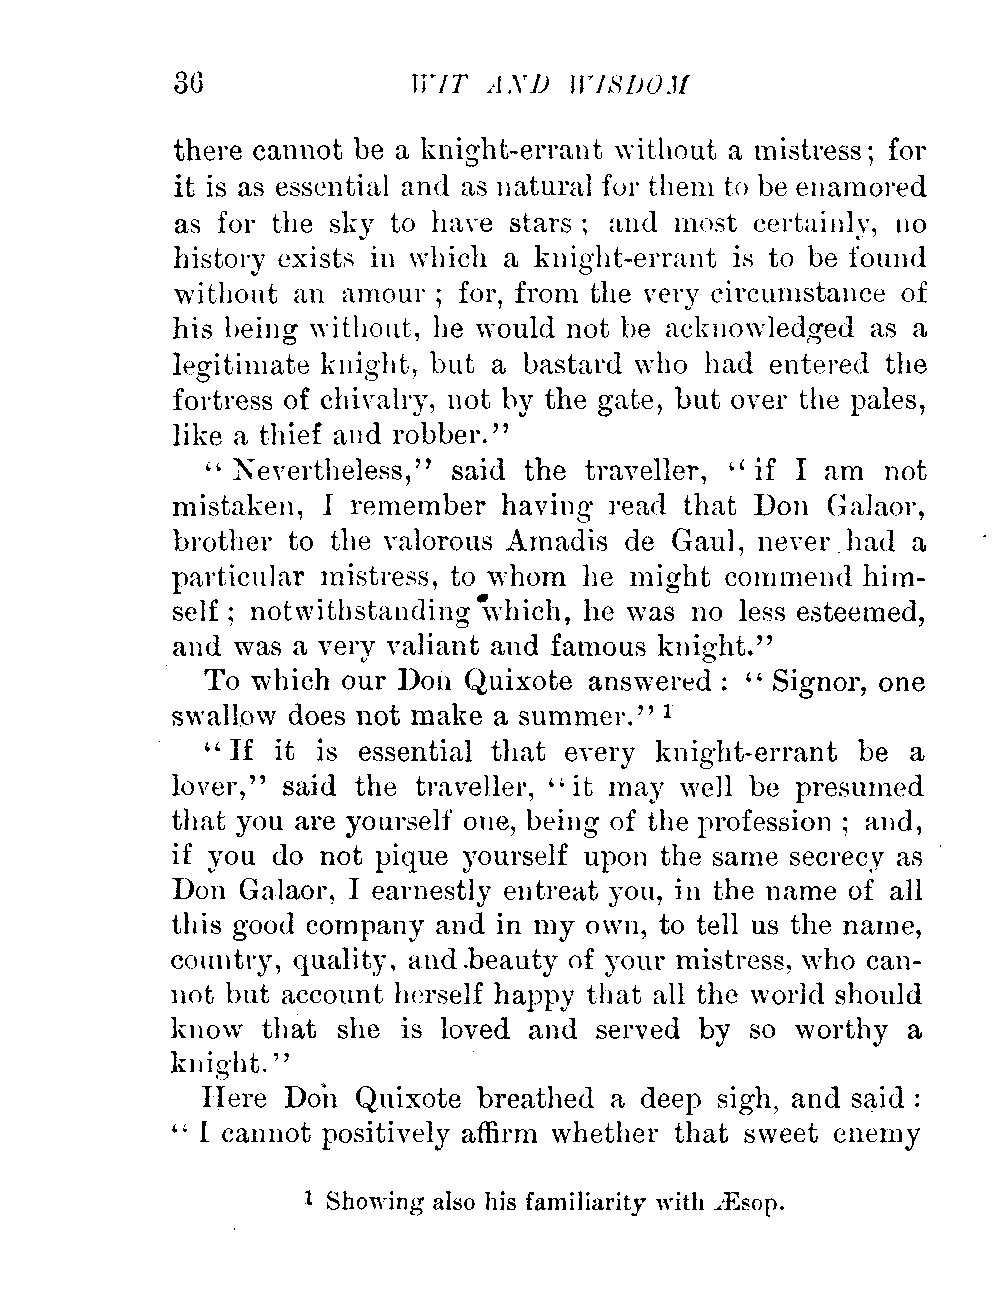 36 WIT AND WISDOM
there cannot be a knight-errant without a mistress; for
it is as essential and as natural for them to be enamored
as for the sky to have stars; and most certainly, no
history exists in which a knight-errant is to be found
without an amour; for, from the very circumstance of
his being without, he would not be acknowledged as a
legitimate knight, but a bastard who had entered the
fortress of chivalry, not by the gate, but over the pales,
like a thief and robber."
"Nevertheless," said the traveller, "if I am not
mistaken, I remember having read that Don Galaor,
brother to the valorous Amadis de Gaul, never had a
particular mistress, to whom he might commend him-
self; notwithstanding which, he was no less esteemed,
and was a very valiant and famous knight."
To which our Don Quixote answered: "Signor, one
swallow does not make a summer." 1
"If it is essential that every knight-errant be a
lover," said the traveller, "it may well be presumed
that you are yourself one, being of the profession; and,
if you do not pique yourself upon the same secrecy as
Don Galaor, I earnestly entreat you, in the name of all
this good company and in my own, to tell us the name,
country, quality, and beauty of your mistress, who can-
not but account herself happy that all the world should
know that she is loved and served by so worthy a
knight."
Here Don Quixote breathed a deep sigh, and said:
"I cannot positively affirm whether that sweet enemy
1 Showing also his familiarity with Æsop.